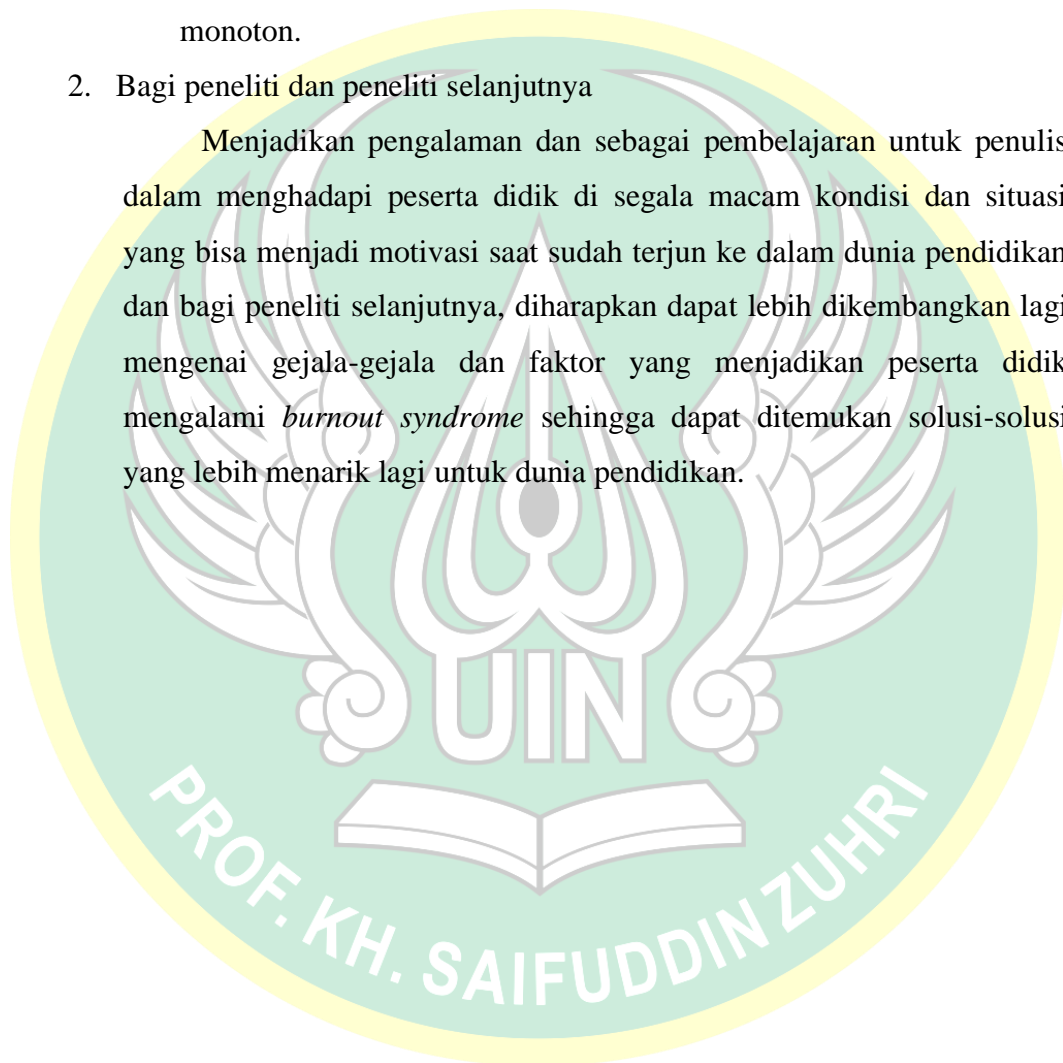 monoton.
2. Bagi peneliti dan peneliti selanjutnya
Menjadikan pengalaman dan sebagai pembelajaran untuk penulis
dalam menghadapi peserta didik di segala macam kondisi dan situasi
yang bisa menjadi motivasi saat sudah terjun ke dalam dunia pendidikan
dan bagi peneliti selanjutnya, diharapkan dapat lebih dikembangkan lagi
mengenai gejala-gejala dan faktor yang menjadikan peserta didik
mengalami burnout syndrome sehingga dapat ditemukan solusi-solusi
yang lebih menarik lagi untuk dunia pendidikan.
UIN
PROF. KH. SAIFUDDIN ZUHRI